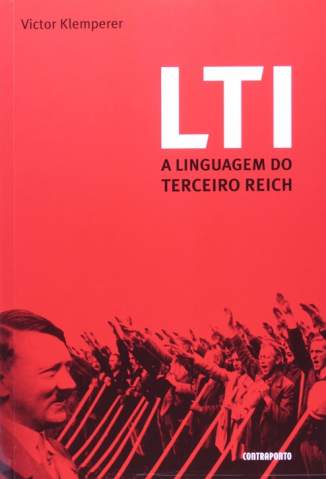 Victor Klemperer
LTI
A LINGUAGEM DO
TERCEIRO REICH
CONTRAPONTO